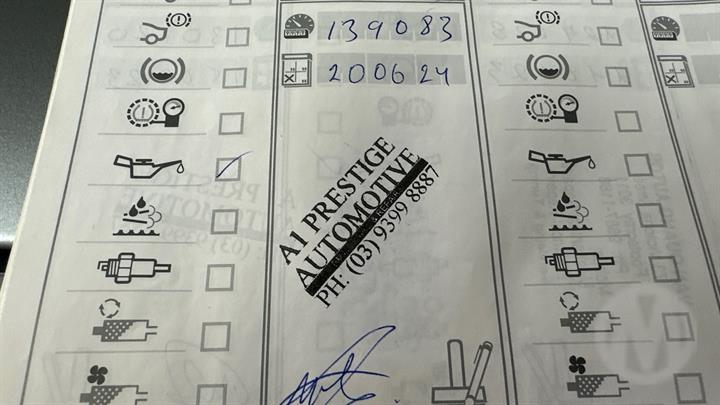 139083
200624
A1 PRESTIGE
AUTOMOTIVE
PH: (03) 9399 8887